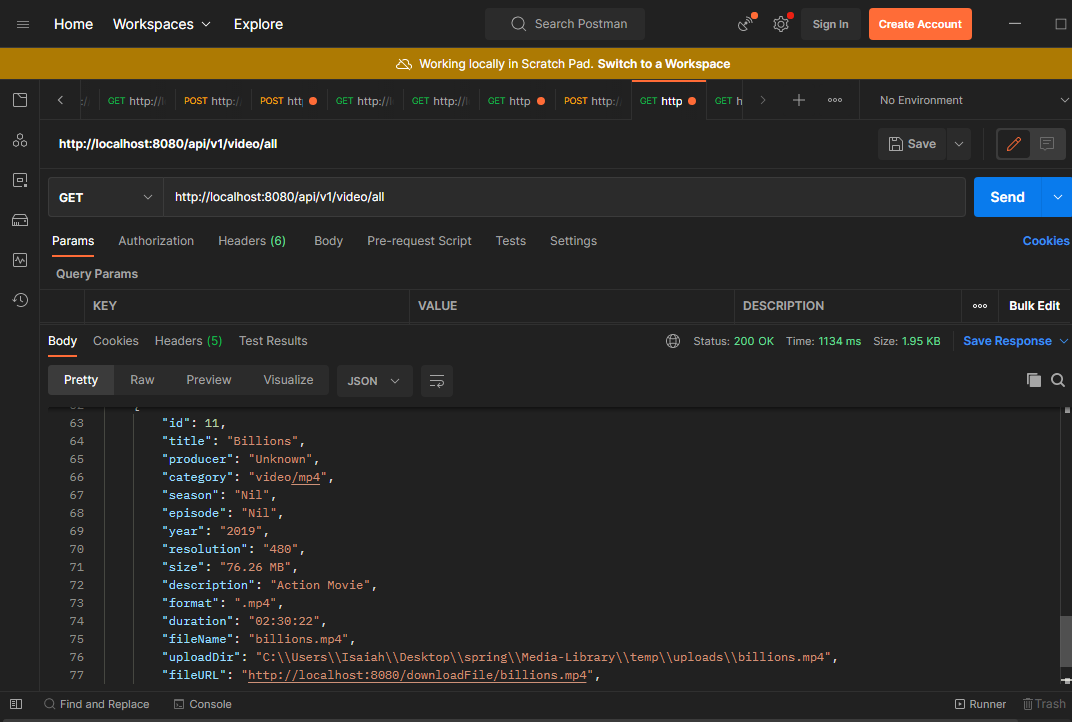 Home Workspaces Explore Search Postman Sign In Create Account
Working locally in Scratch Pad. Switch to a Workspace
GET http:// POST http:/ POST htt GET http://l GET http://l GET http POST http:/ GET http GET h No Environment
http://localhost:8080/api/v1/video/all Save
GET http://localhost:8080/api/v1/video/all Send
Params Authorization Headers (6) Body Pre-request Script Tests Settings Cookies
Query Params
KEY VALUE DESCRIPTION Bulk Edit
Body Cookies Headers (5) Test Results Status: 200 OK Time: 1134 ms Size: 1.95 KB Save Response
Pretty Raw Preview Visualize JSON
63 "id": 11,
64 "title": "Billions",
65 "producer": "Unknown",
66 "category": "video/mp4",
67 "season": "Nil",
68 "episode": "Nil",
69 "year": "2019",
70 "resolution": "480",
71 "size": "76.26 MB",
72 "description": "Action Movie",
73 "format": ".mp4",
74 "duration": "02:30:22",
75 "fileName": "billions.mp4",
76 "uploadDir": "C:\\Users\\Isaiah\\Desktop\\spring\\Media-Library\\temp\\uploads\\billions.mp4",
77 "fileURL": "http://localhost:8080/downloadFile/billions.mp4",
Find and Replace Console Runner Trash